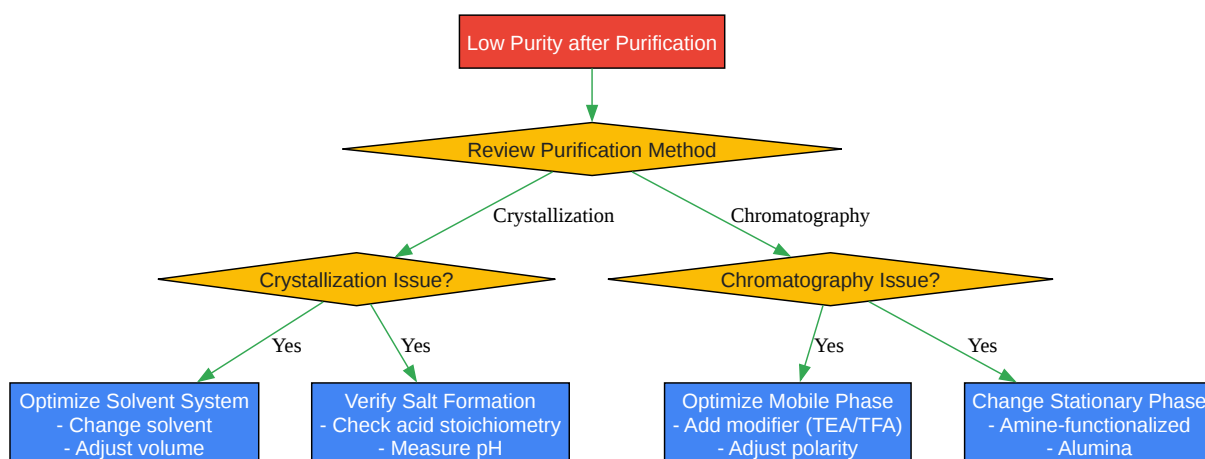 Low Purity after Purification
Review Purification Method
Crystallization
Chromatography
Crystallization Issue?
Chromatography Issue?
Yes
Yes
Yes
Yes
Optimize Solvent System
- Change solvent
- Adjust volume
Verify Salt Formation
- Check acid stoichiometry
- Measure pH
Optimize Mobile Phase
- Add modifier (TEA/TFA)
- Adjust polarity
Change Stationary Phase
- Amine-functionalized
- Alumina